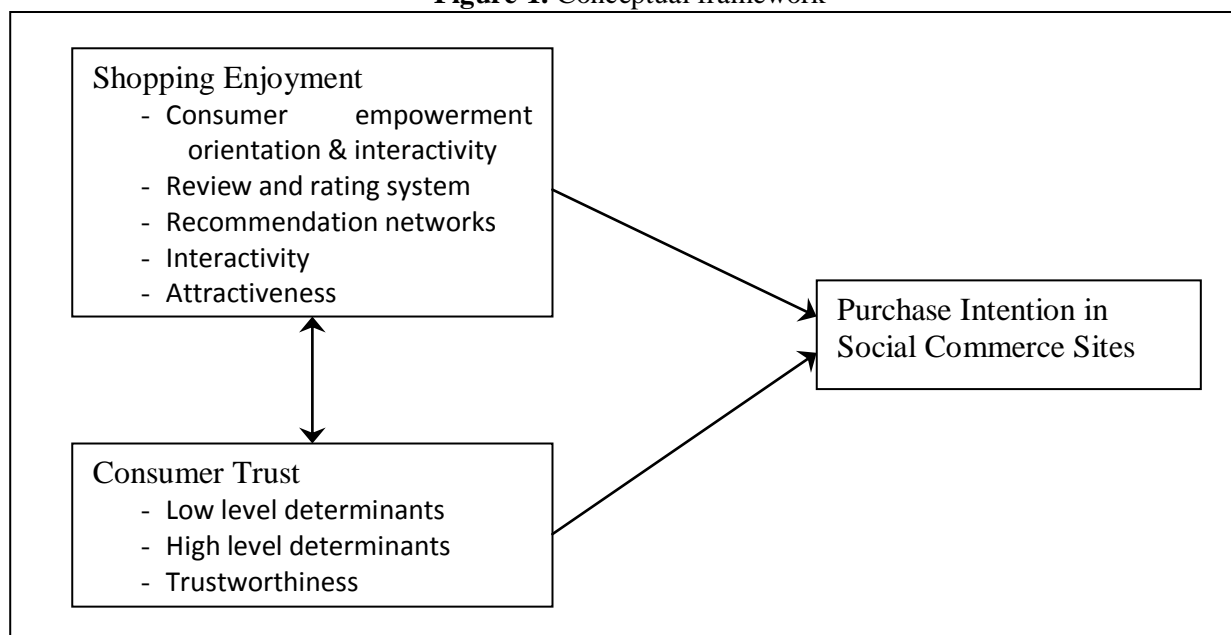 Figure 1. Conceptual framework
Shopping Enjoyment
- Consumer empowerment
orientation & interactivity
- Review and rating system
- Recommendation networks
- Interactivity
- Attractiveness
Purchase Intention in
Social Commerce Sites
Consumer Trust
- Low level determinants
- High level determinants
- Trustworthiness